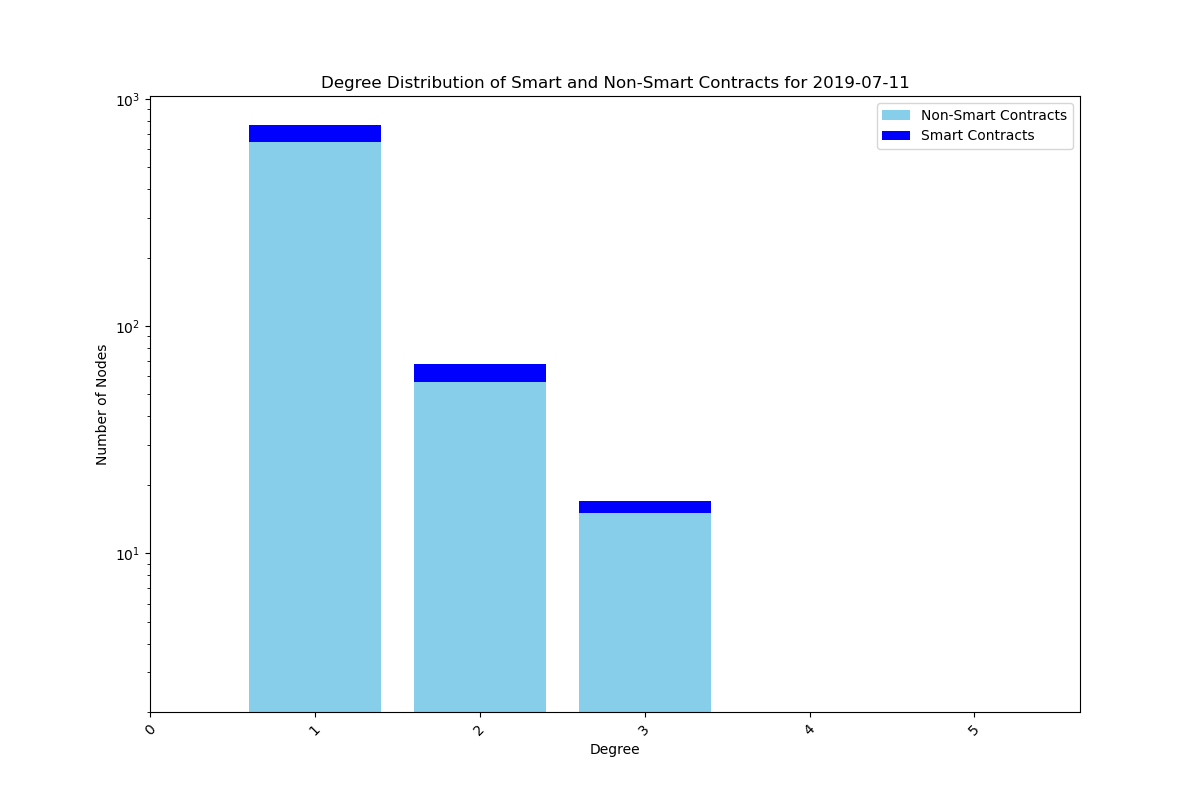 Degree Distribution of Smart and Non-Smart Contracts for 2019-07-11
Non-Smart Contracts
Smart Contracts
Number of Nodes
10³
10²
10¹
0 1 2 3 4 5
Degree